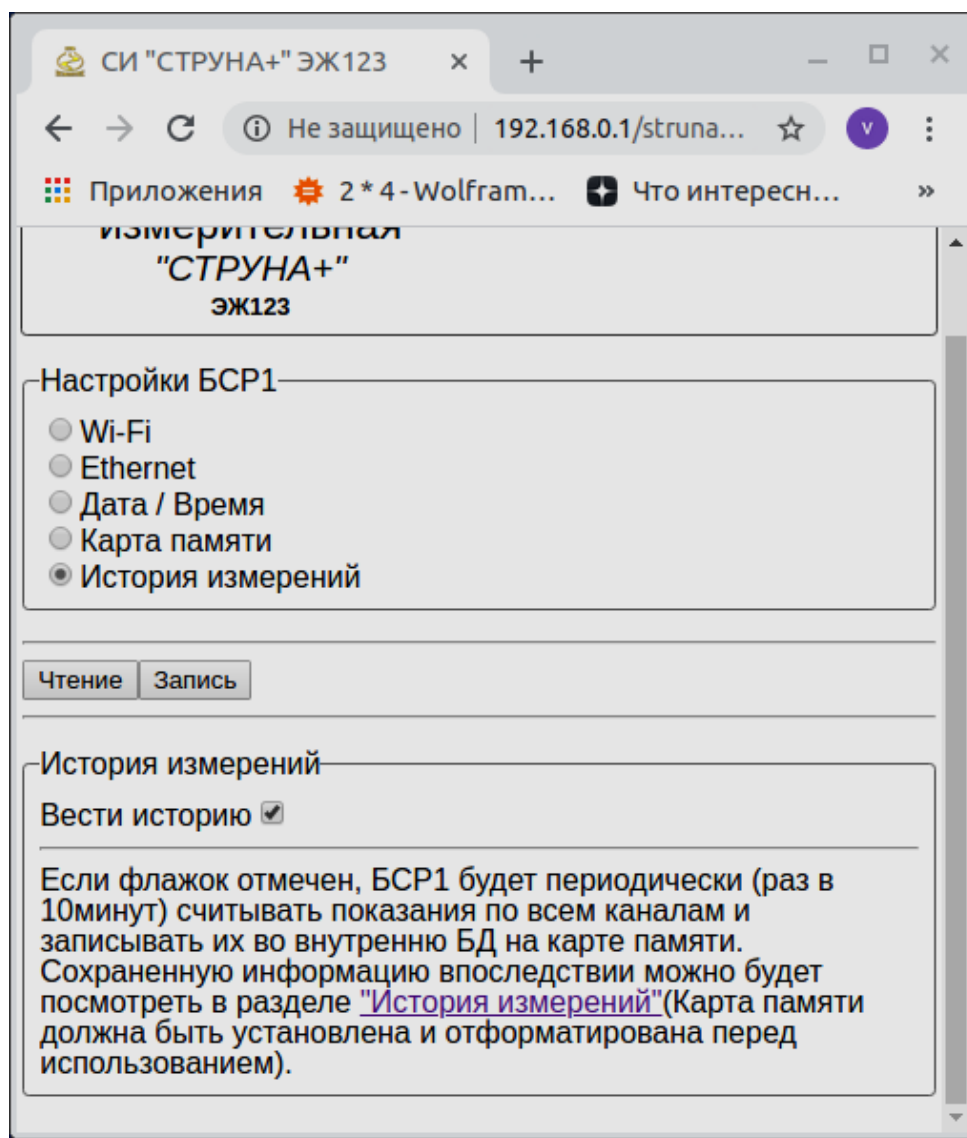 СИ "СТРУНА+" ЭЖ123
Не защищено | 192.168.0.1/struna...
V
Приложения 2 * 4 - Wolfram... Что интересн... »
измерительная
"СТРУНА+"
ЭЖ123
Настройки БСР1
Wi-Fi
Ethernet
Дата / Время
Карта памяти
История измерений
Чтение Запись
История измерений
Вести историю
Если флажок отмечен, БСР1 будет периодически (раз в
10минут) считывать показания по всем каналам и
записывать их во внутренню БД на карте памяти.
Сохраненную информацию впоследствии можно будет
посмотреть в разделе "История измерений"(Карта памяти
должна быть установлена и отформатирована перед
использованием).